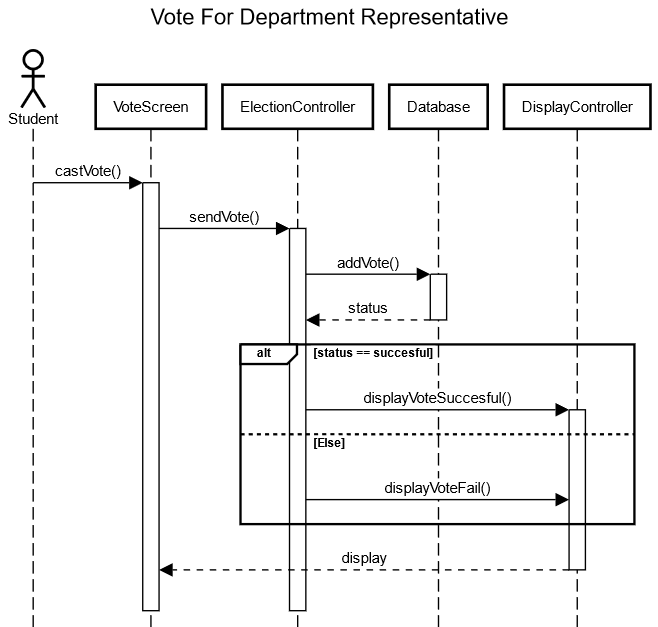 Vote For Department Representative
Student
VoteScreen
ElectionController
Database
DisplayController
castVote()
sendVote()
addVote()
status
alt
[status == succesful]
displayVoteSuccesful()
[Else]
displayVoteFail()
display